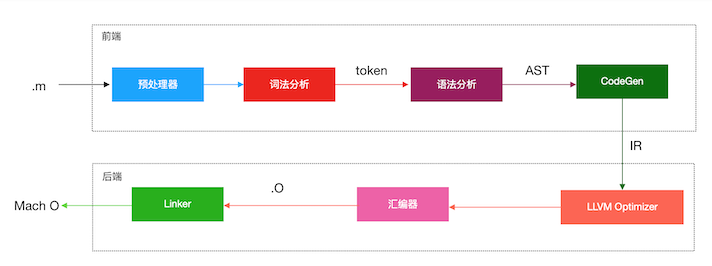 前端
.m
预处理器
词法分析
token
语法分析
AST
CodeGen
IR
后端
Mach O
Linker
.O
汇编器
LLVM Optimizer